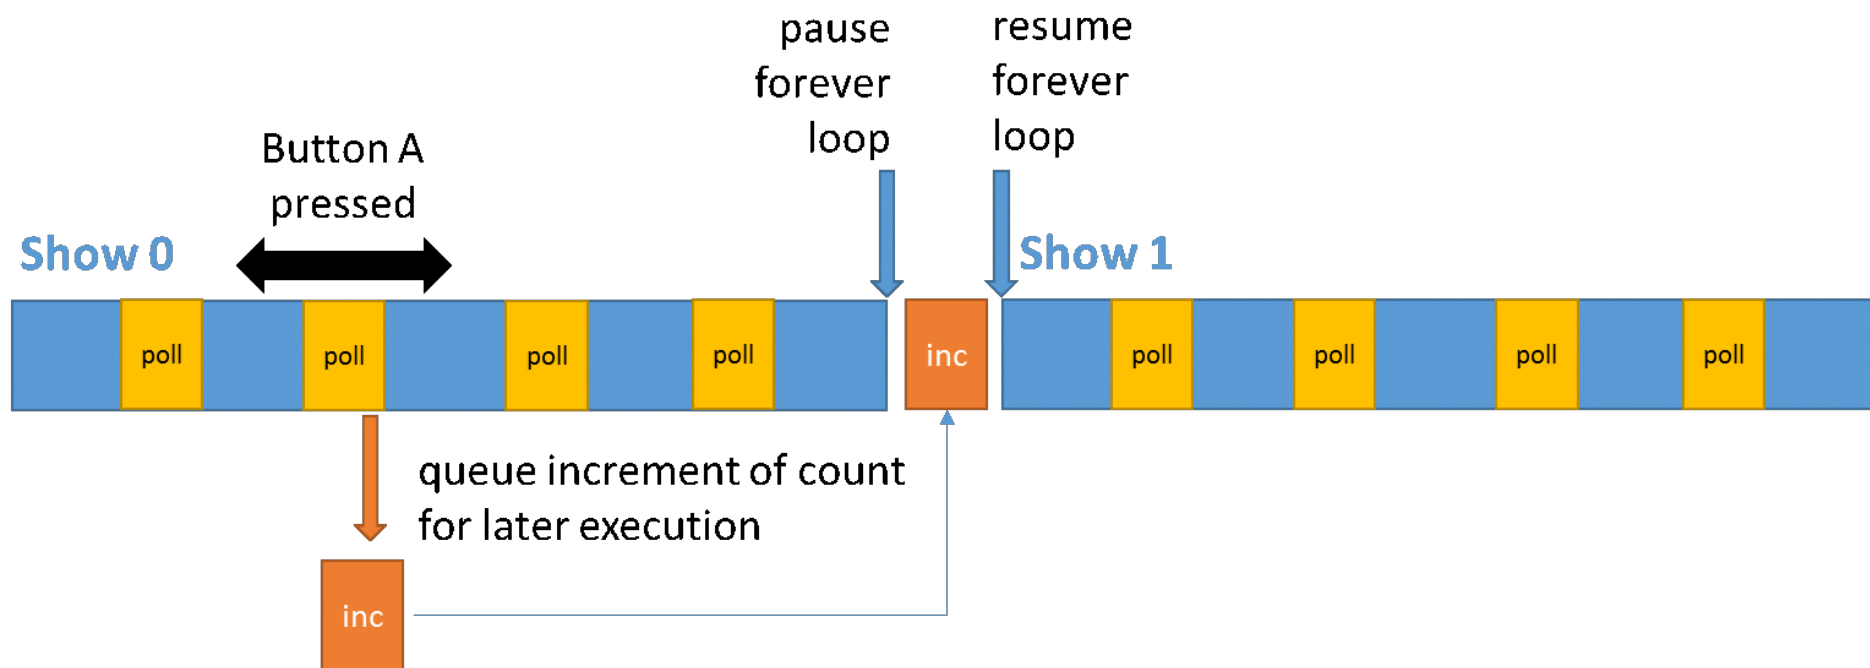 pause
forever
loop
resume
forever
loop
Button A
pressed
Show 0
Show 1
poll
poll
poll
poll
inc
poll
poll
poll
poll
queue increment of count
for later execution
inc